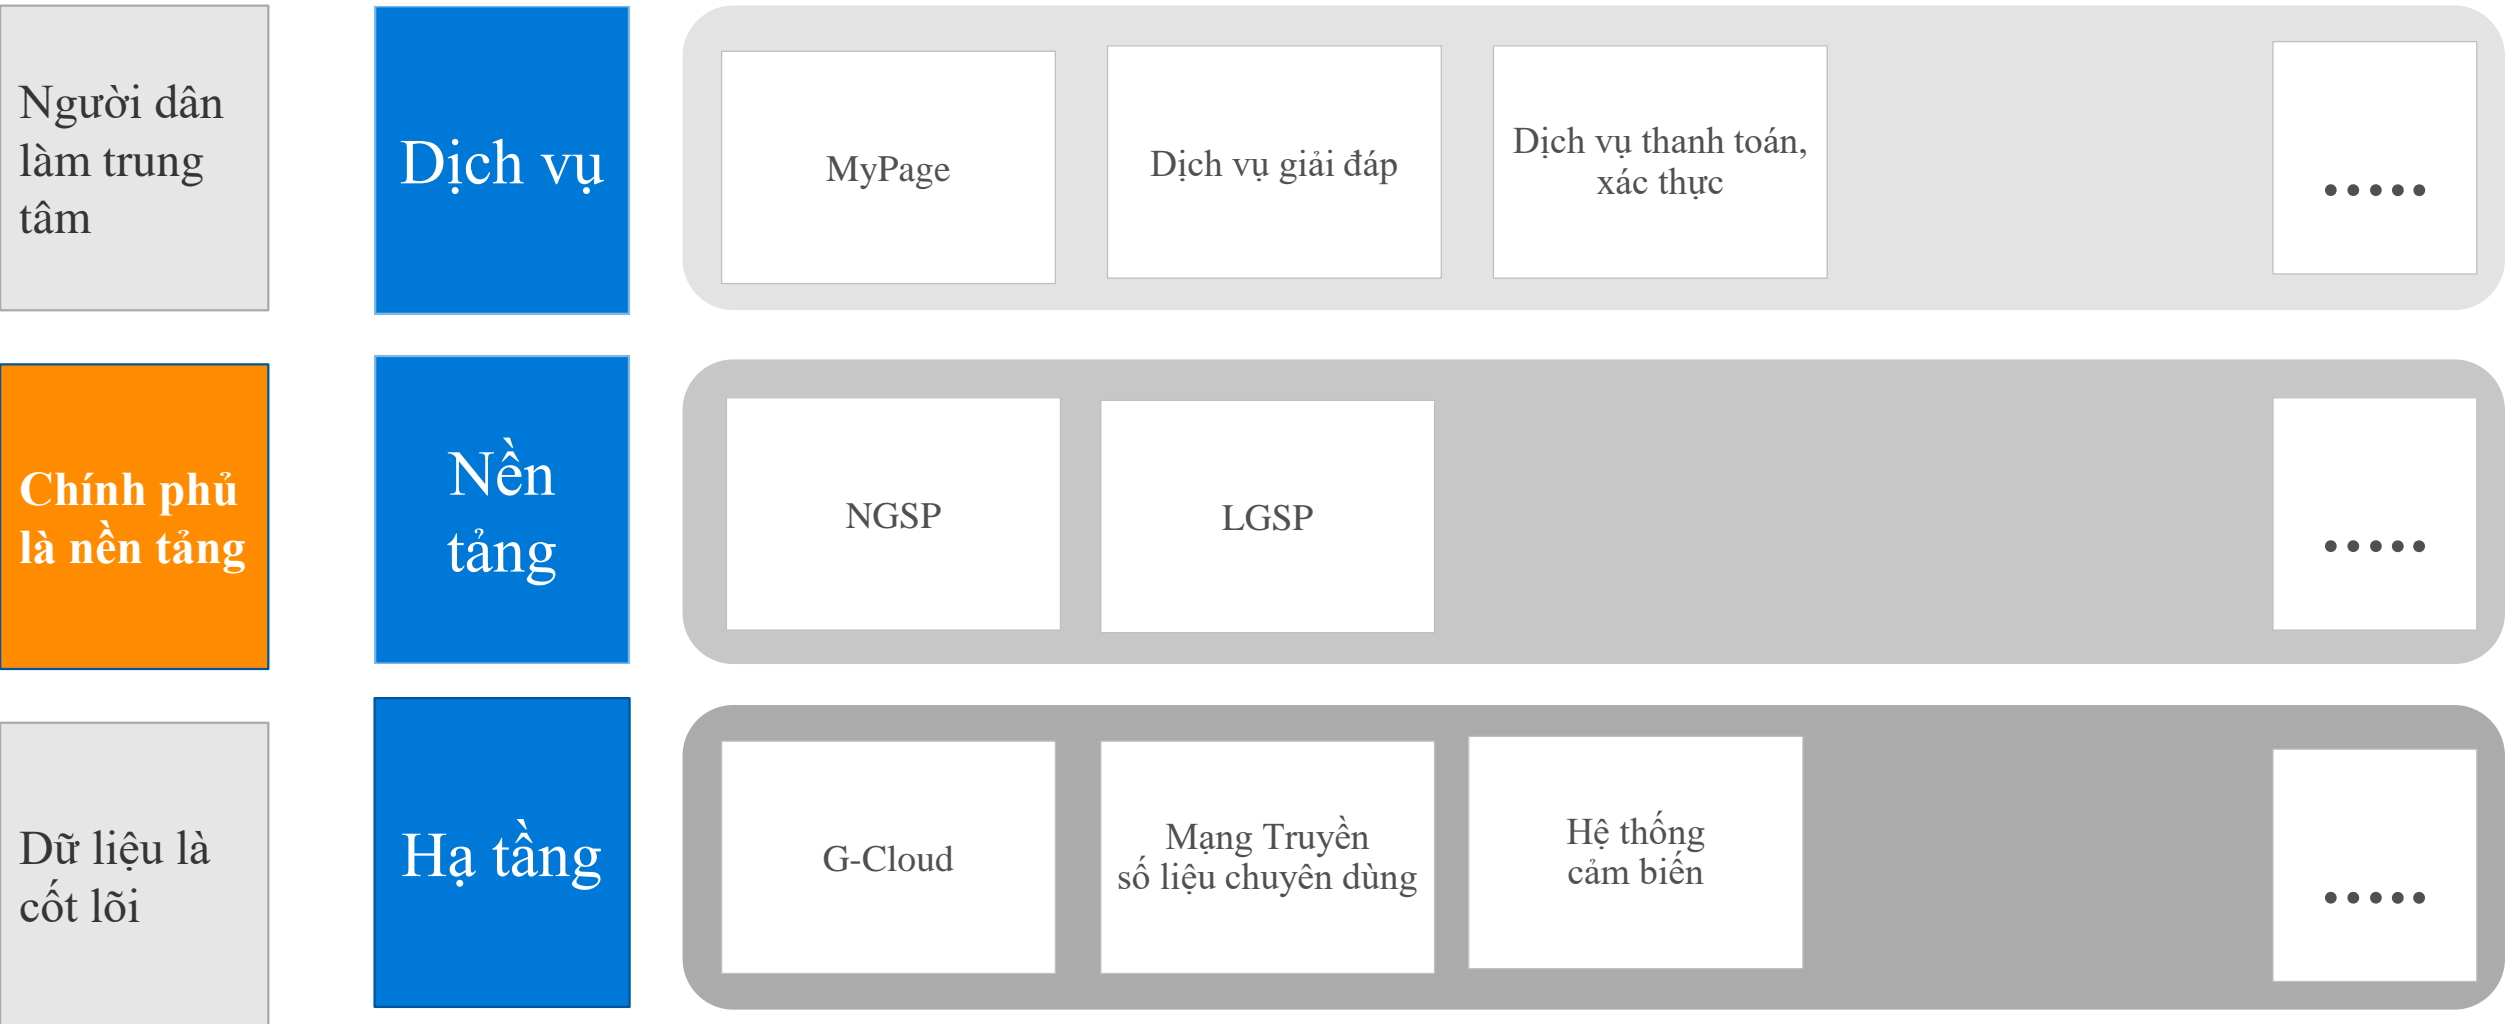 Người dân
làm trung
tâm
Dịch vụ
MyPage
Dịch vụ giải đáp
Dịch vụ thanh toán,
xác thực
.....
Chính phủ
là nền tảng
Nền
tảng
NGSP
LGSP
.....
Dữ liệu là
cốt lõi
Hạ tầng
G-Cloud
Mạng Truyền
số liệu chuyên dùng
Hệ thống
cảm biến
.....